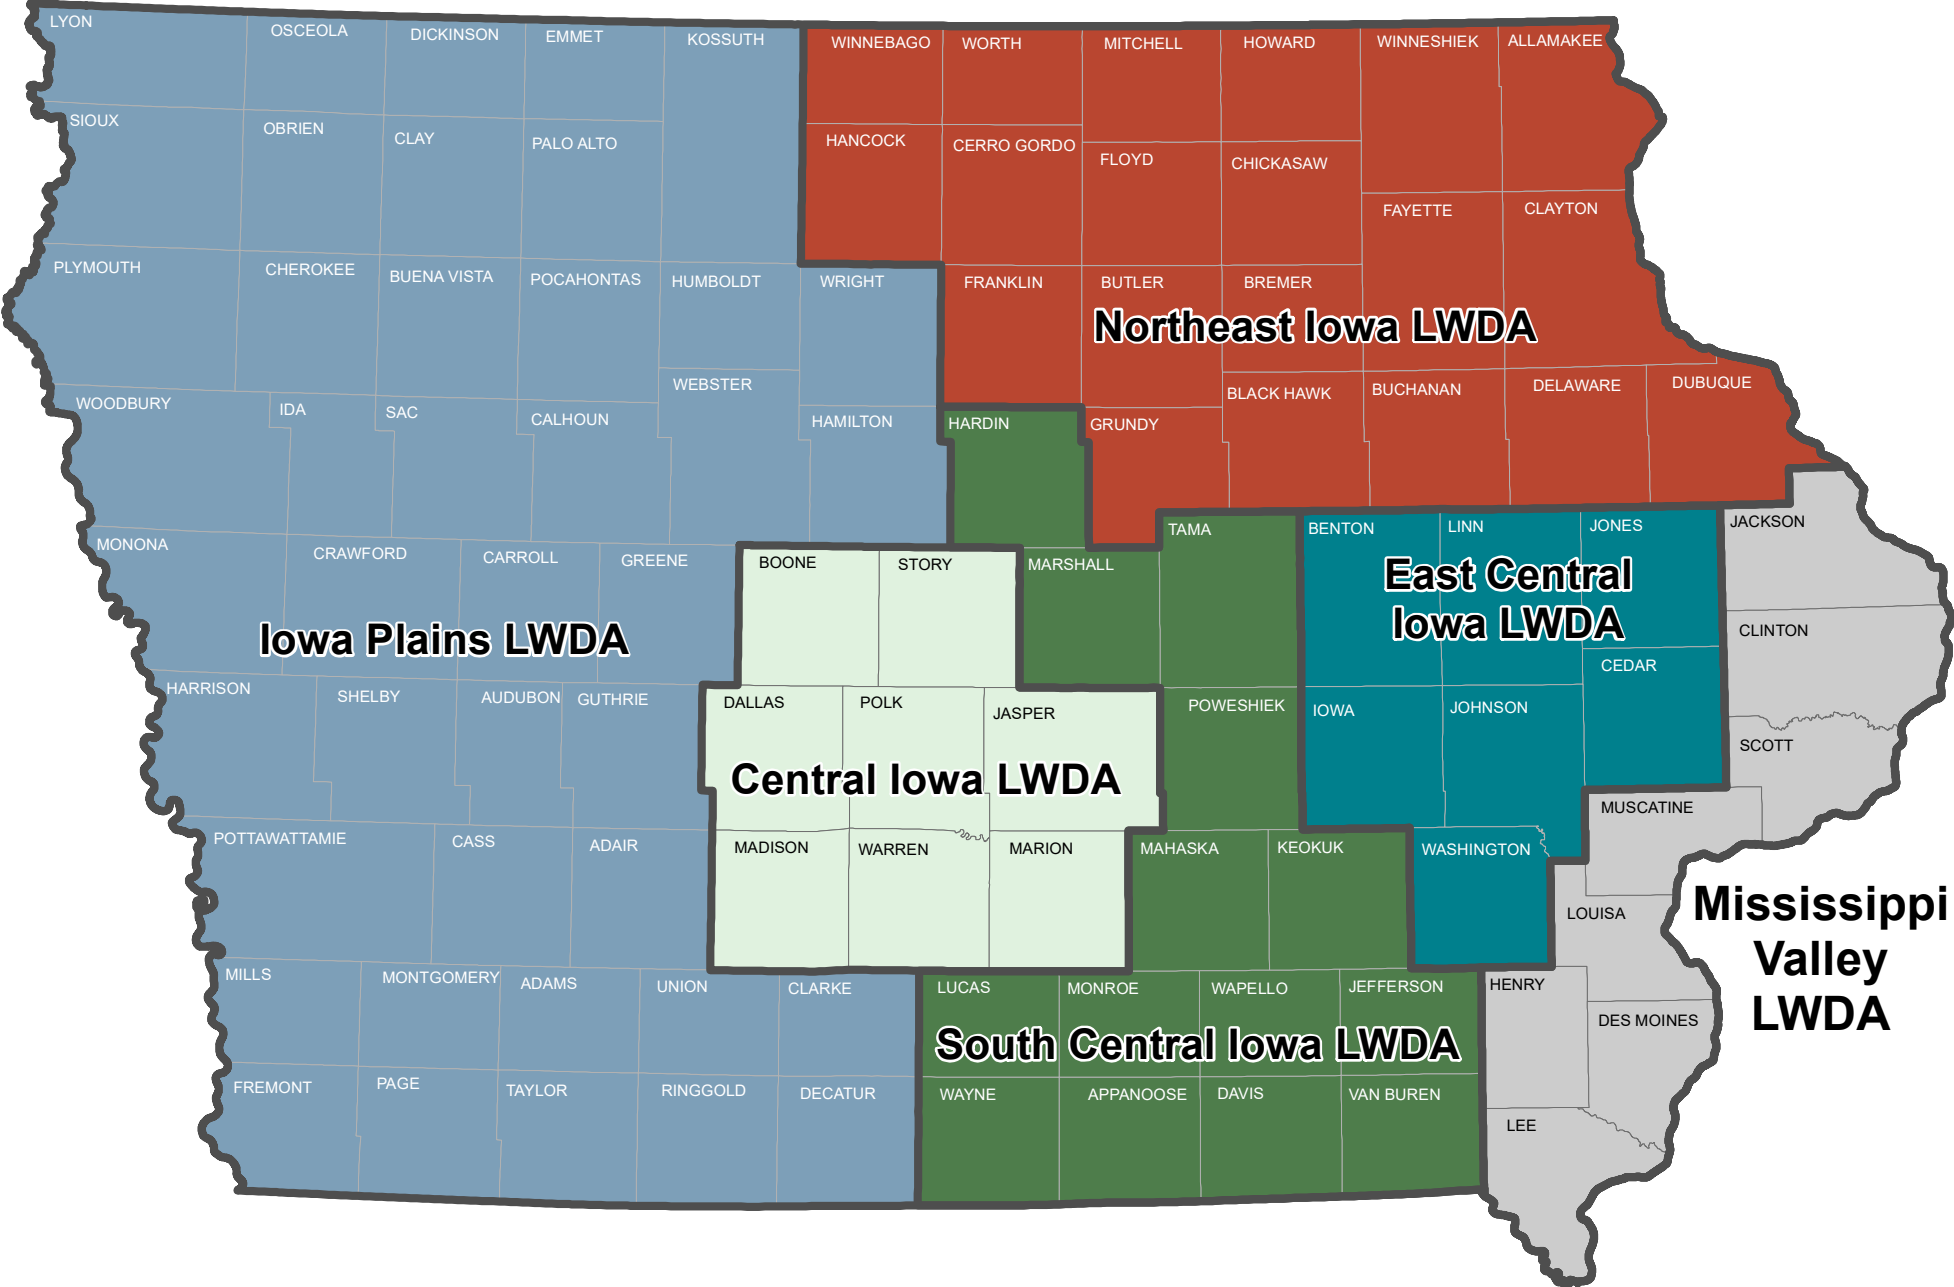 LYON
OSCEOLA
DICKINSON
EMMET
KOSSUTH
WINNEBAGO
WORTH
MITCHELL
HOWARD
WINNESHIEK
ALLAMAKEE
SIOUX
OBRIEN
CLAY
PALO ALTO
HANCOCK
CERRO GORDO
FLOYD
CHICKASAW
FAYETTE
CLAYTON
PLYMOUTH
CHEROKEE
BUENA VISTA
POCAHONTAS
HUMBOLDT
WRIGHT
FRANKLIN
BUTLER
BREMER
Northeast Iowa LWDA
WOODBURY
IDA
SAC
CALHOUN
WEBSTER
HAMILTON
HARDIN
GRUNDY
BLACK HAWK
BUCHANAN
DELAWARE
DUBUQUE
MONONA
CRAWFORD
CARROLL
GREENE
BOONE
STORY
MARSHALL
TAMA
BENTON
LINN
JONES
JACKSON
East Central
Iowa LWDA
Iowa Plains LWDA
CLINTON
CEDAR
HARRISON
SHELBY
AUDUBON
GUTHRIE
DALLAS
POLK
JASPER
POWESHIEK
IOWA
JOHNSON
SCOTT
Central Iowa LWDA
MUSCATINE
POTTAWATTAMIE
CASS
ADAIR
MADISON
WARREN
MARION
MAHASKA
KEOKUK
WASHINGTON
LOUISA
Mississippi
Valley
LWDA
MILLS
MONTGOMERY
ADAMS
UNION
CLARKE
LUCAS
MONROE
WAPELLO
JEFFERSON
HENRY
DES MOINES
South Central Iowa LWDA
FREMONT
PAGE
TAYLOR
RINGGOLD
DECATUR
WAYNE
APPANOOSE
DAVIS
VAN BUREN
LEE